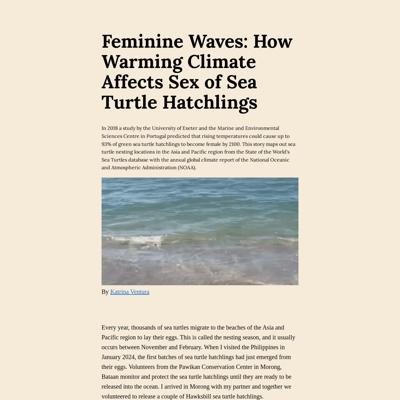 Feminine Waves: How
Warming Climate
Affects Sex of Sea
Turtle Hatchlings
In 2018 a study by the University of Exeter and the Marine and Environmental
Sciences Centre in Portugal predicted that rising temperatures could cause up to
93% of green sea turtle hatchlings to become female by 2100. This story maps out sea
turtle nesting locations in the Asia and Pacific region from the State of the World's
Sea Turtles database with the annual global climate report of the National Oceanic
and Atmospheric Administration (NOAA).
By Katrina Ventura
Every year, thousands of sea turtles migrate to the beaches of the Asia and
Pacific region to lay their eggs. This is called the nesting season, and it usually
occurs between November and February. When I visited the Philippines in
January 2024, the first batches of sea turtle hatchlings had just emerged from
their eggs. Volunteers from the Pawikan Conservation Center in Morong,
Bataan monitor and protect the sea turtle hatchlings until they are ready to be
released into the ocean. I arrived in Morong with my partner and together we
volunteered to release a couple of Hawksbill sea turtle hatchlings.